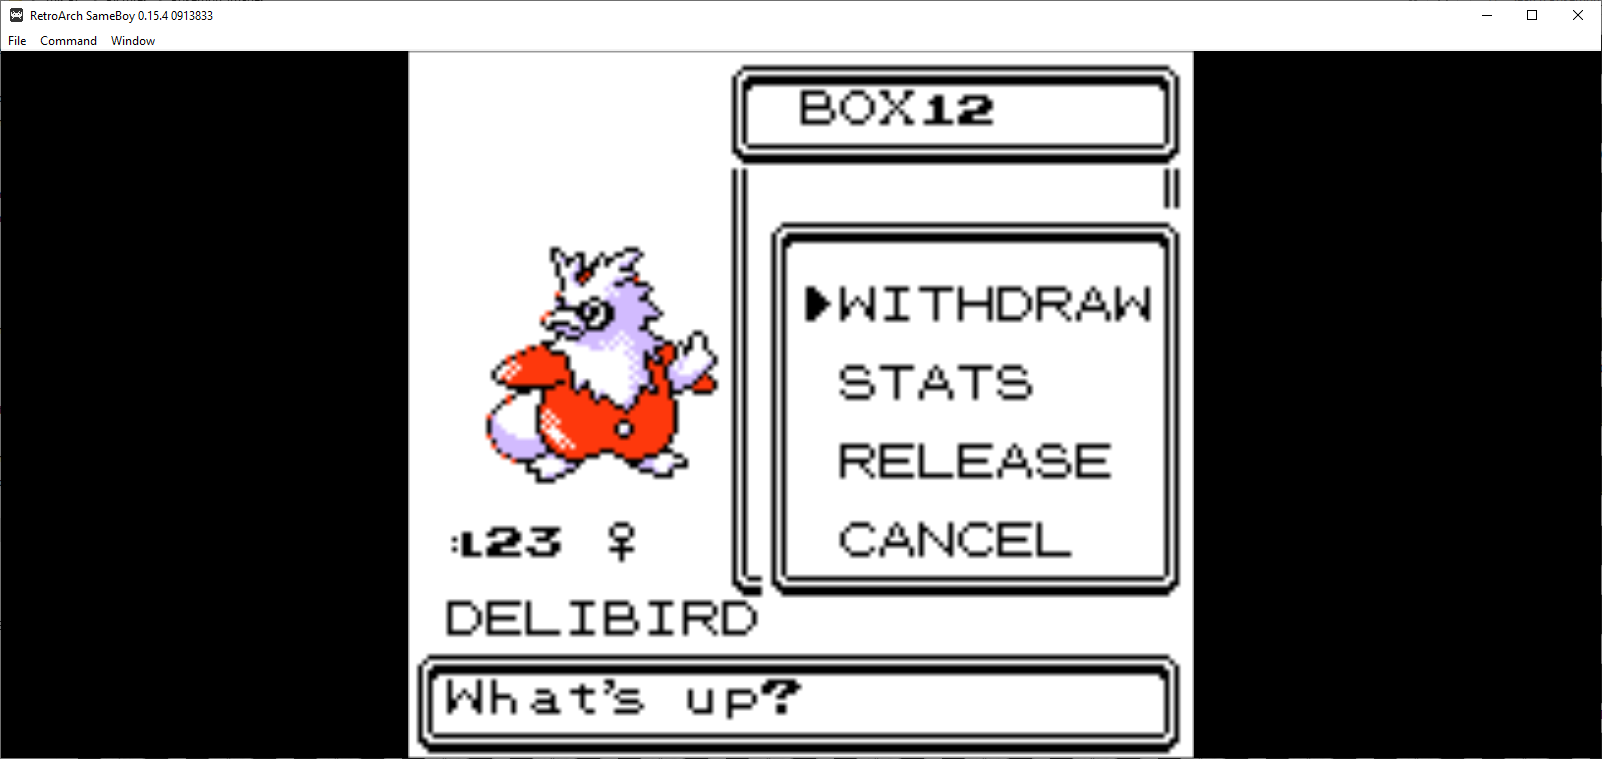 RetroArch SameBoy 0.15.4 0913833
File Command Window
BOX12
▶WITHDRAW
STATS
RELEASE
CANCEL
:L23 ♀
DELIBIRD
What's up?